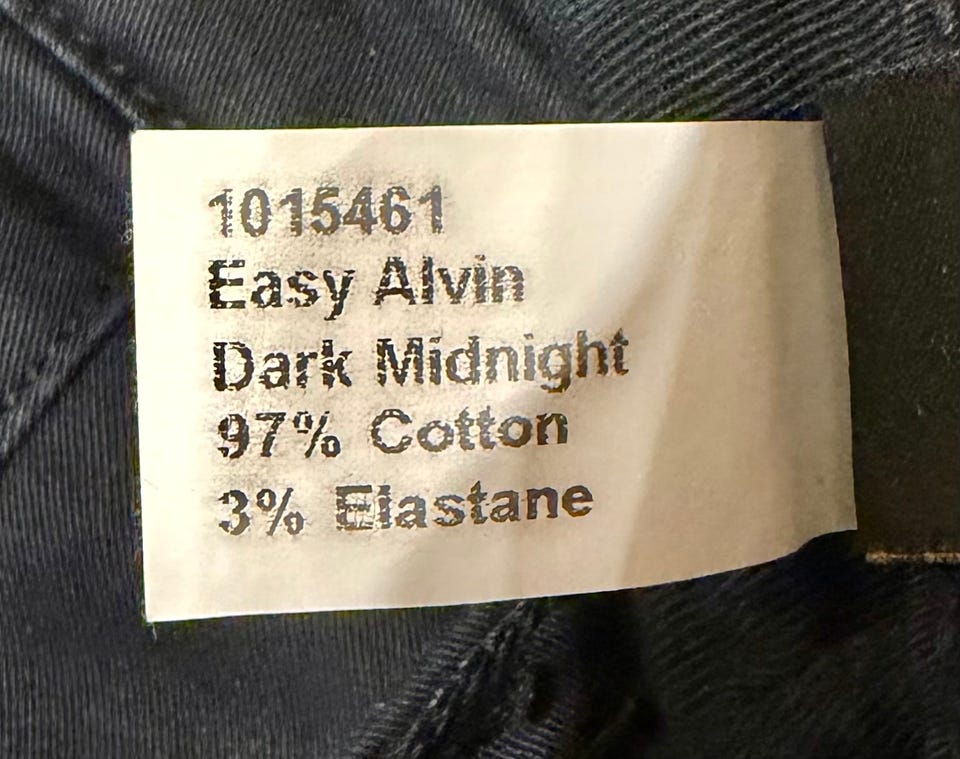 1015461
Easy Alvin
Dark Midnight
97% Cotton
3% Elastane